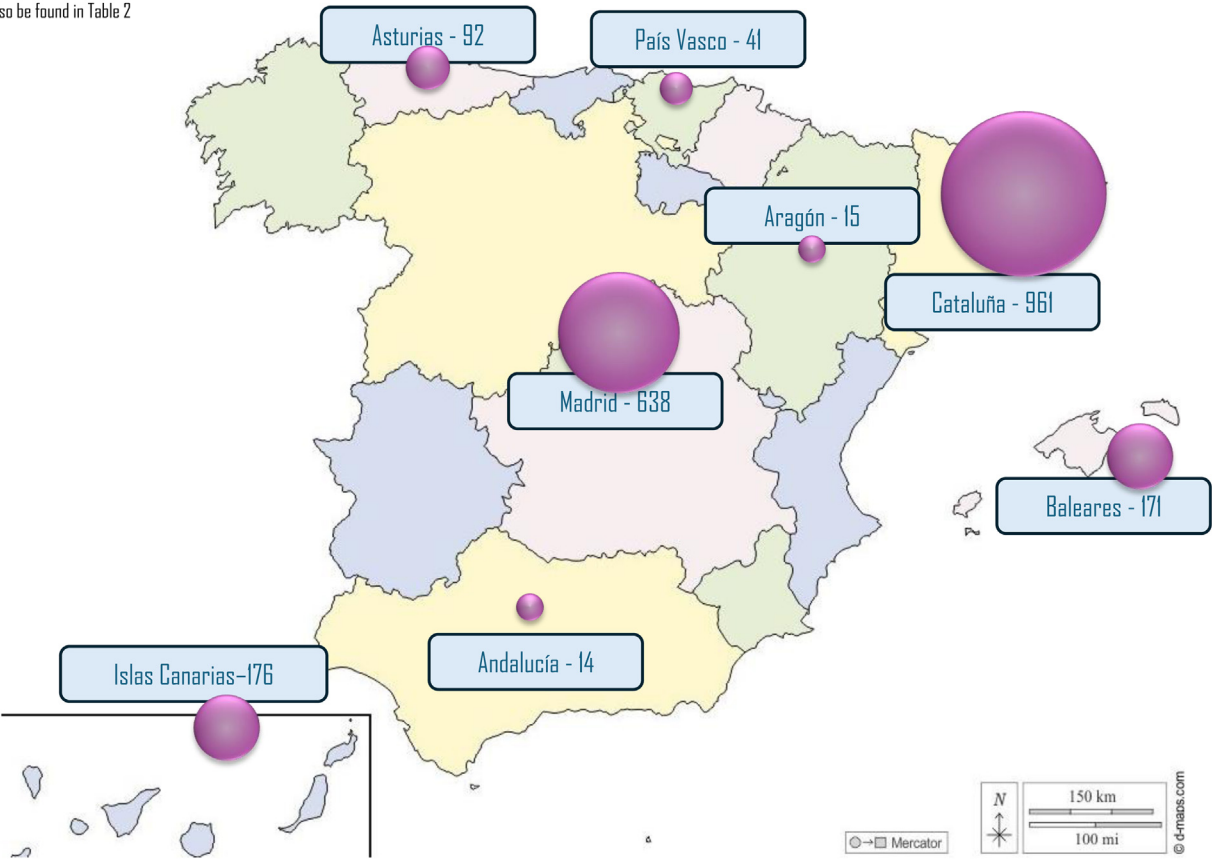 so be found in Table 2
Asturias - 92
País Vasco - 41
Aragón - 15
Cataluña - 961
Madrid - 638
Baleares - 171
Andalucía - 14
Islas Canarias–176
N
150 km
100 mi
Mercator
© d-maps.com